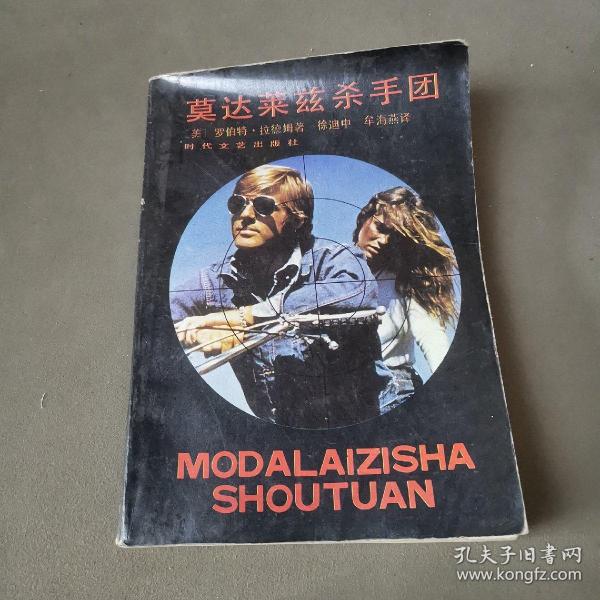 莫达莱兹杀手团
〔美〕罗伯特·拉德姆著 徐迪中 牟海燕译
时代文艺出版社
MODALAIZISHA
SHOUTUAN
孔夫子旧書网
www.kongfz.com